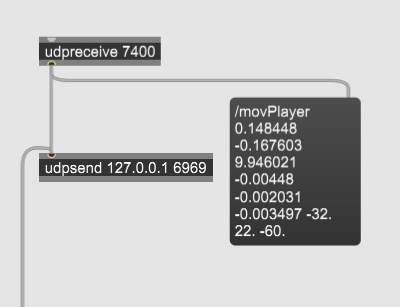 udpreceive 7400
/movPlayer
0.148448
-0.167603
9.946021
-0.00448
-0.002031
-0.003497 -32.
22. -60.
udpsend 127.0.0.1 6969